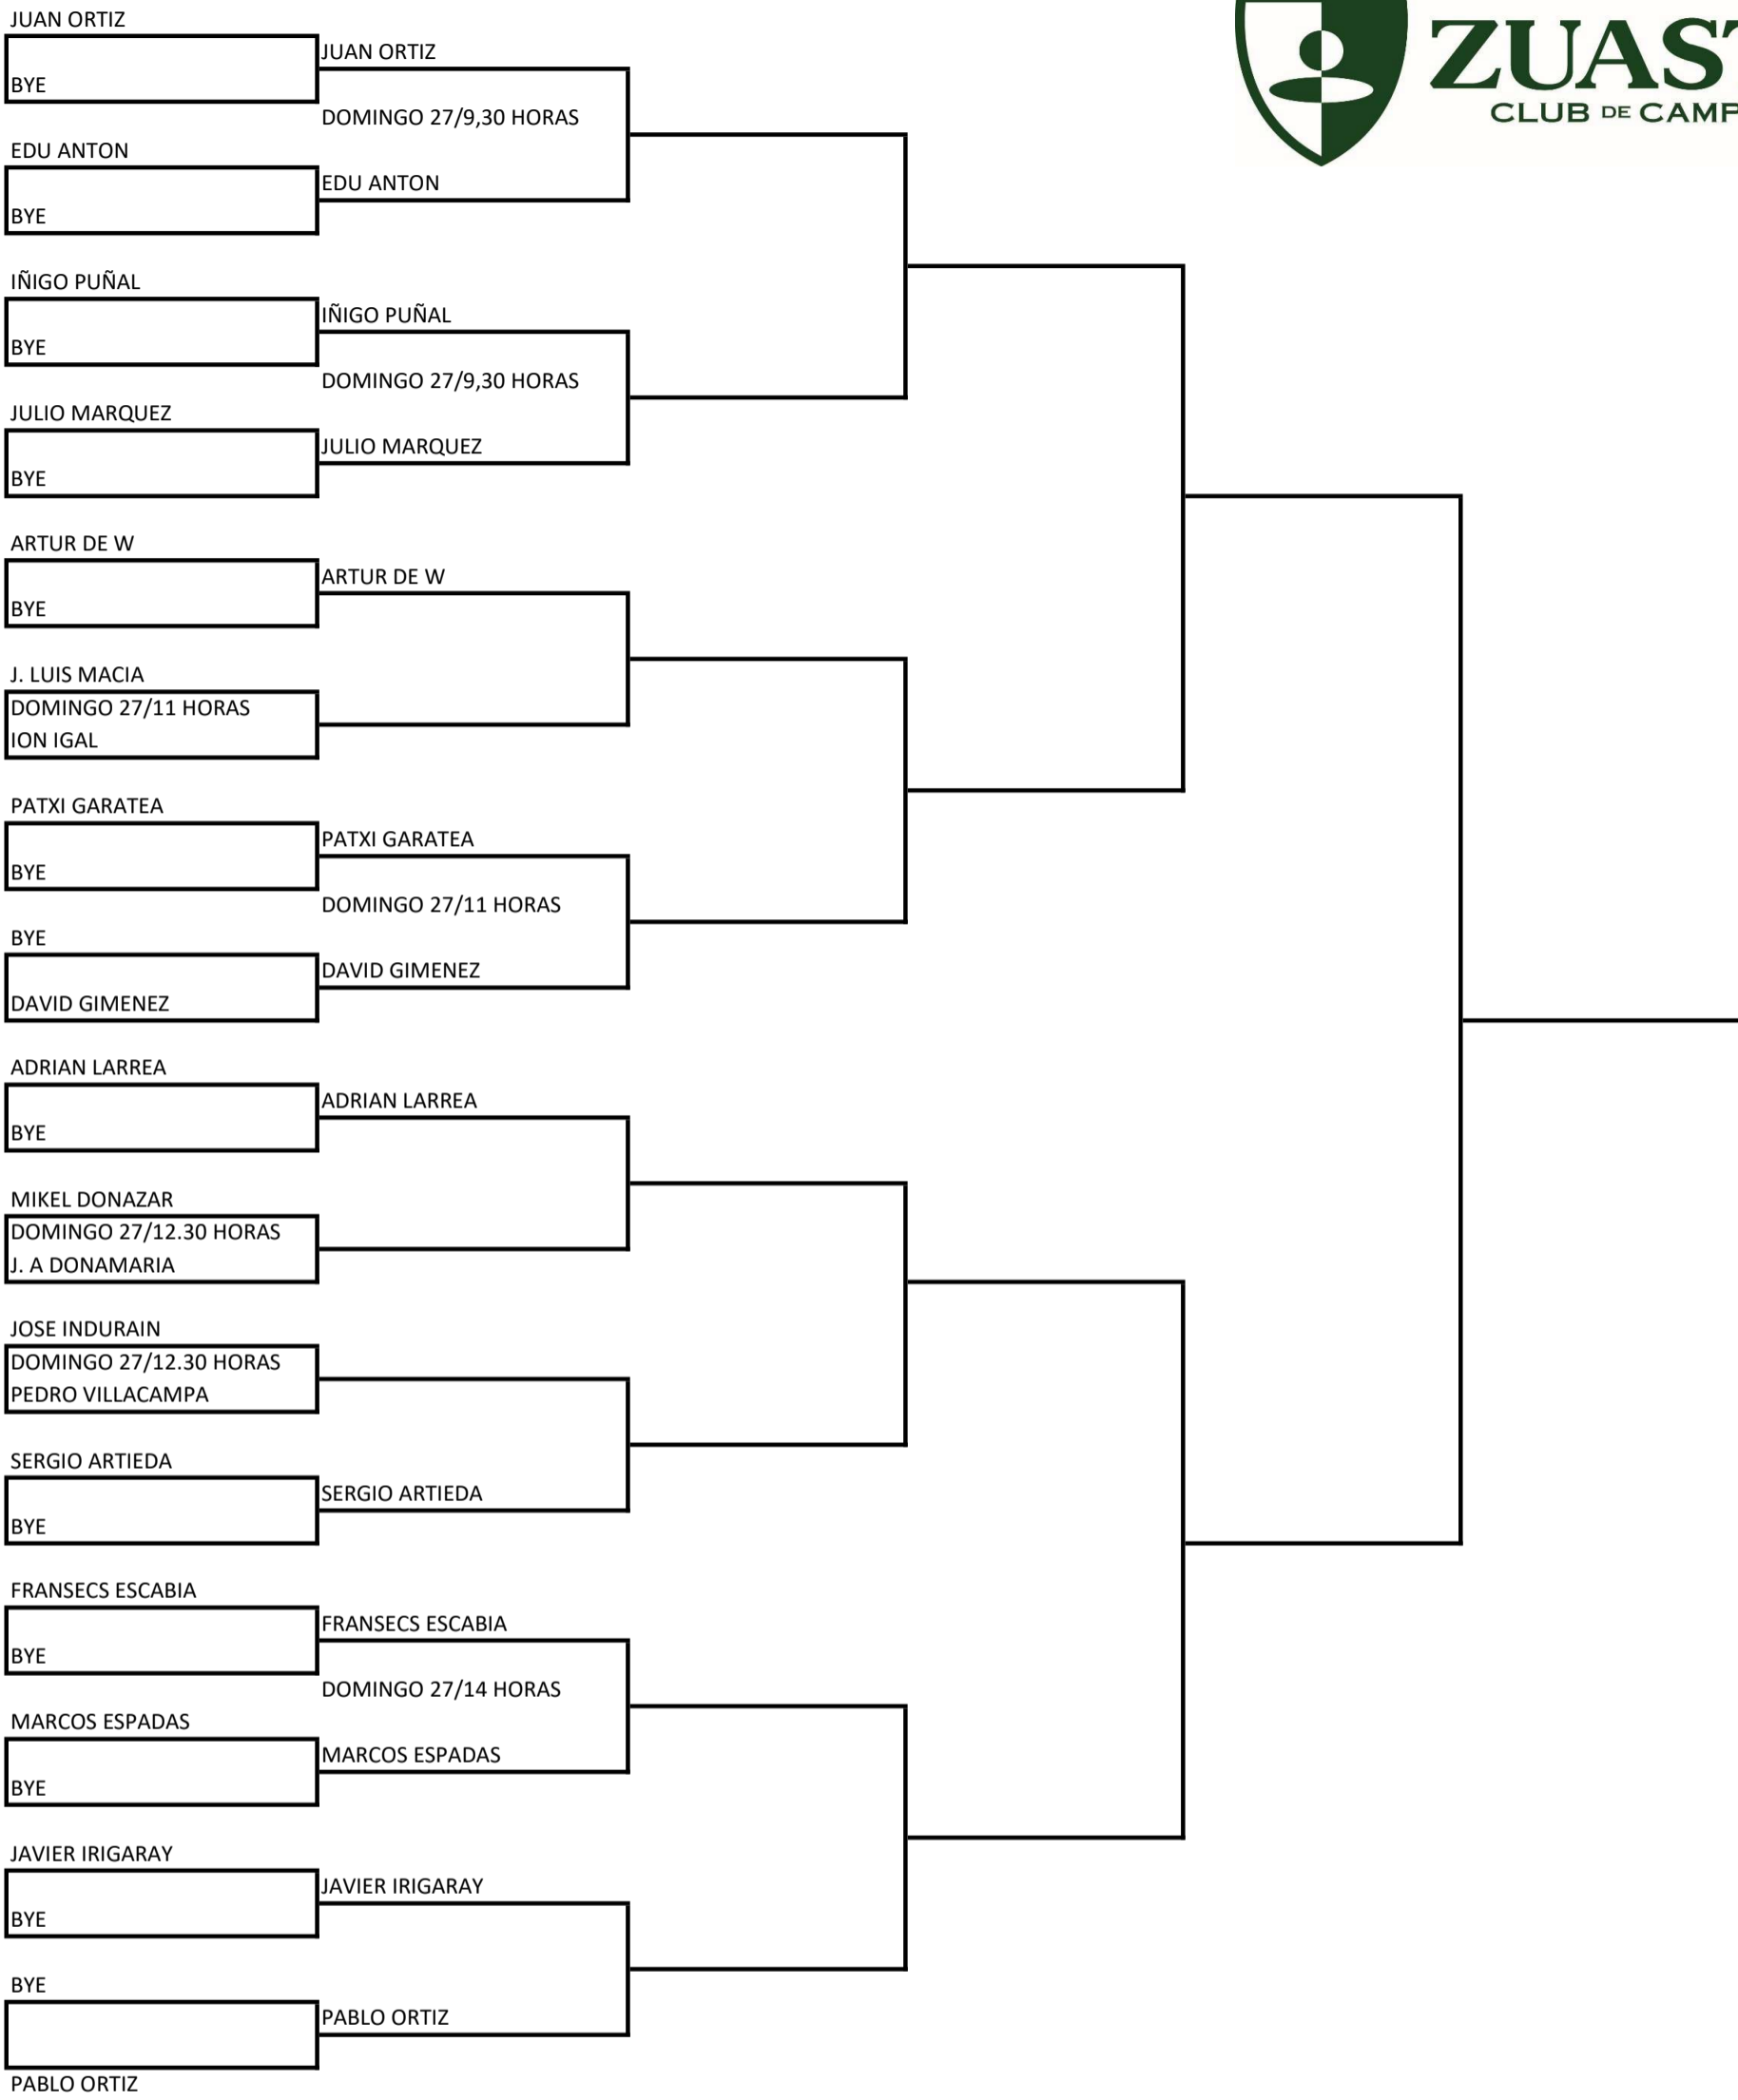 JUAN ORTIZ
JUAN ORTIZ
BYE
DOMINGO 27/9,30 HORAS
EDU ANTON
EDU ANTON
BYE
IÑIGO PUÑAL
IÑIGO PUÑAL
BYE
DOMINGO 27/9,30 HORAS
JULIO MARQUEZ
JULIO MARQUEZ
BYE
ARTUR DE W
ARTUR DE W
BYE
J. LUIS MACIA
DOMINGO 27/11 HORAS
ION IGAL
PATXI GARATEA
PATXI GARATEA
BYE
DOMINGO 27/11 HORAS
BYE
DAVID GIMENEZ
DAVID GIMENEZ
ADRIAN LARREA
ADRIAN LARREA
BYE
MIKEL DONAZAR
DOMINGO 27/12.30 HORAS
J. A DONAMARIA
JOSE INDURAIN
DOMINGO 27/12.30 HORAS
PEDRO VILLACAMPA
SERGIO ARTIEDA
SERGIO ARTIEDA
BYE
FRANSECS ESCABIA
FRANSECS ESCABIA
BYE
DOMINGO 27/14 HORAS
MARCOS ESPADAS
MARCOS ESPADAS
BYE
JAVIER IRIGARAY
JAVIER IRIGARAY
BYE
BYE
PABLO ORTIZ
PABLO ORTIZ
ZUAST
CLUB DE CAMP